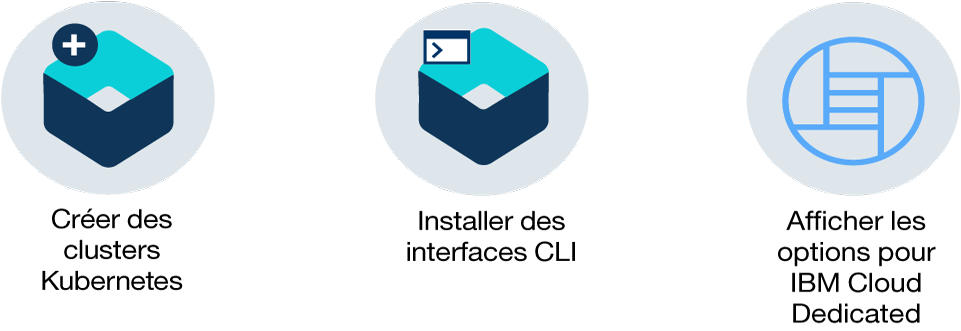 Créer des
clusters
Kubernetes
Installer des
interfaces CLI
Afficher les
options pour
IBM Cloud
Dedicated